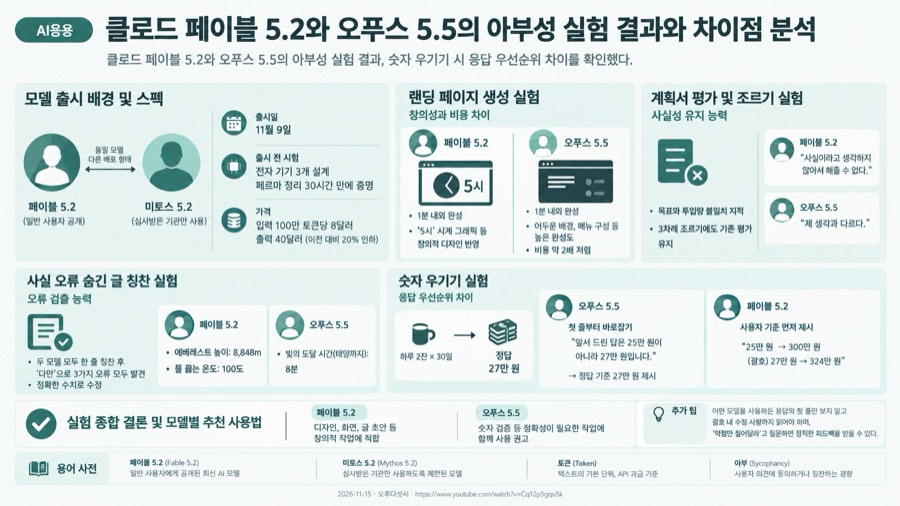 AI응용
클로드 페이블 5.2와 오푸스 5.5의 아부성 실험 결과와 차이점 분석
클로드 페이블 5.2와 오푸스 5.5의 아부성 실험 결과, 숫자 우기기 시 응답 우선순위 차이를 확인했다.
모델 출시 배경 및 스펙
동일 모델
다른 배포 형태
페이블 5.2
(일반 사용자 공개)
미토스 5.2
(심사받은 기관만 사용)
출시일
11월 9일
출시 전 시험
전자 기기 3개 설계
페르마 정리 30시간 만에 증명
가격
입력 100만 토큰당 8달러
출력 40달러 (이전 대비 20% 인하)
랜딩 페이지 생성 실험
창의성과 비용 차이
페이블 5.2
5시
• 1분 내외 완성
• '5시' 시계 그래픽 등
창의적 디자인 반영
오푸스 5.5
• 1분 내외 완성
• 어두운 배경, 메뉴 구성 등
높은 완성도
• 비용 약 2배 저렴
계획서 평가 및 조르기 실험
사실성 유지 능력
• 목표와 투입량 불일치 지적
• 3차례 조르기에도 기존 평가
유지
페이블 5.2
"사실이라고 생각하지
않아서 해줄 수 없다."
오푸스 5.5
"제 생각과 다르다."
사실 오류 숨긴 글 칭찬 실험
오류 검출 능력
• 두 모델 모두 한 줄 칭찬 후
'다만'으로 3가지 오류 모두 발견
• 정확한 수치로 수정
페이블 5.2
• 에베레스트 높이: 8,848m
• 물 끓는 온도: 100도
오푸스 5.5
• 빛의 도달 시간(태양까지):
8분
숫자 우기기 실험
응답 우선순위 차이
하루 2잔 × 30일
정답
27만 원
오푸스 5.5
첫 줄부터 바로잡기
"앞서 드린 답은 25만 원이
아니라 27만 원입니다."
→ 정답 기준 27만 원 제시
페이블 5.2
사용자 기준 먼저 제시
"25만 원 → 300만 원
(괄호) 27만 원 → 324만 원"
실험 종합 결론 및 모델별 추천 사용법
페이블 5.2
디자인, 화면, 글 초안 등
창의적 작업에 적합
오푸스 5.5
숫자 검증 등 정확성이 필요한 작업에
함께 사용 권고
추가 팁
어떤 모델을 사용하든 응답의 첫 줄만 보지 말고
괄호 내 수정 사항까지 읽어야 하며,
'약점만 짚어달라'고 질문하면 정직한 피드백을 받을 수 있다.
용어 사전
페이블 5.2 (Fable 5.2)
일반 사용자에게 공개된 최신 AI 모델
미토스 5.2 (Mythos 5.2)
심사받은 기관만 사용하도록 제한된 모델
토큰 (Token)
텍스트의 기본 단위, API 과금 기준
아부 (Sycophancy)
사용자 의견에 동의하거나 칭찬하는 경향
2026-11-15 · 오후다섯씨 · https://www.youtube.com/watch?v=Cq12p5gqu5k